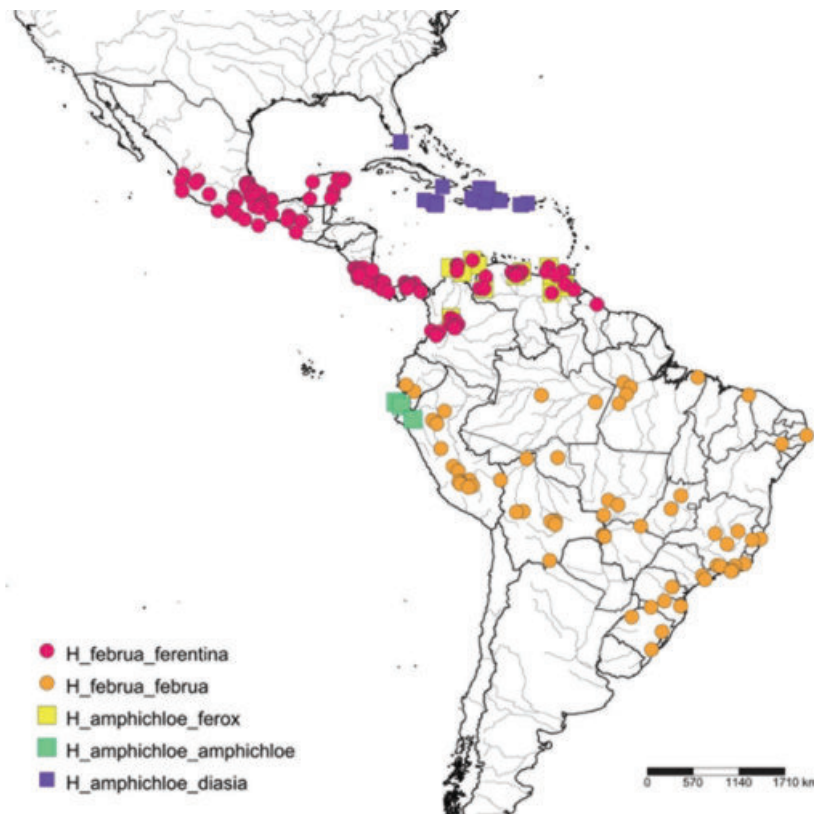 H_februa_ferentina
H_februa_februa
H_amphichloe_ferox
H_amphichloe_amphichloe
H_amphichloe_diasia
0 570 1140 1710 km